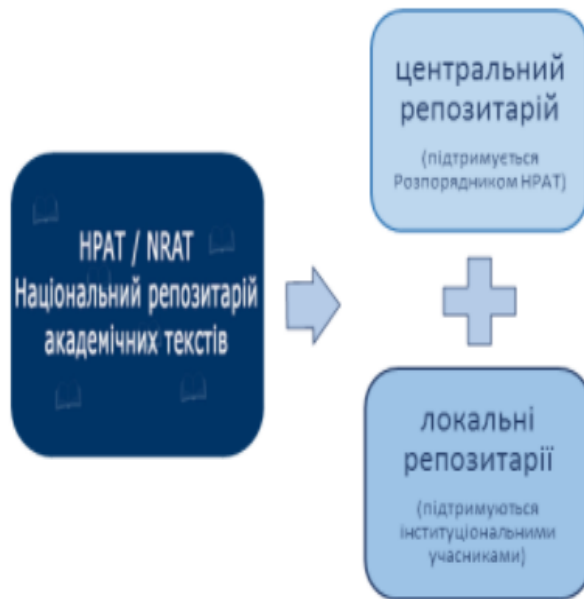 НРАТ / NRAT
Національний репозитарій
академічних текстів
центральний
репозитарій
(підтримується
Розпорядником НРАТ)
локальні
репозитарії
(підтримуються
інституціональними
учасниками)